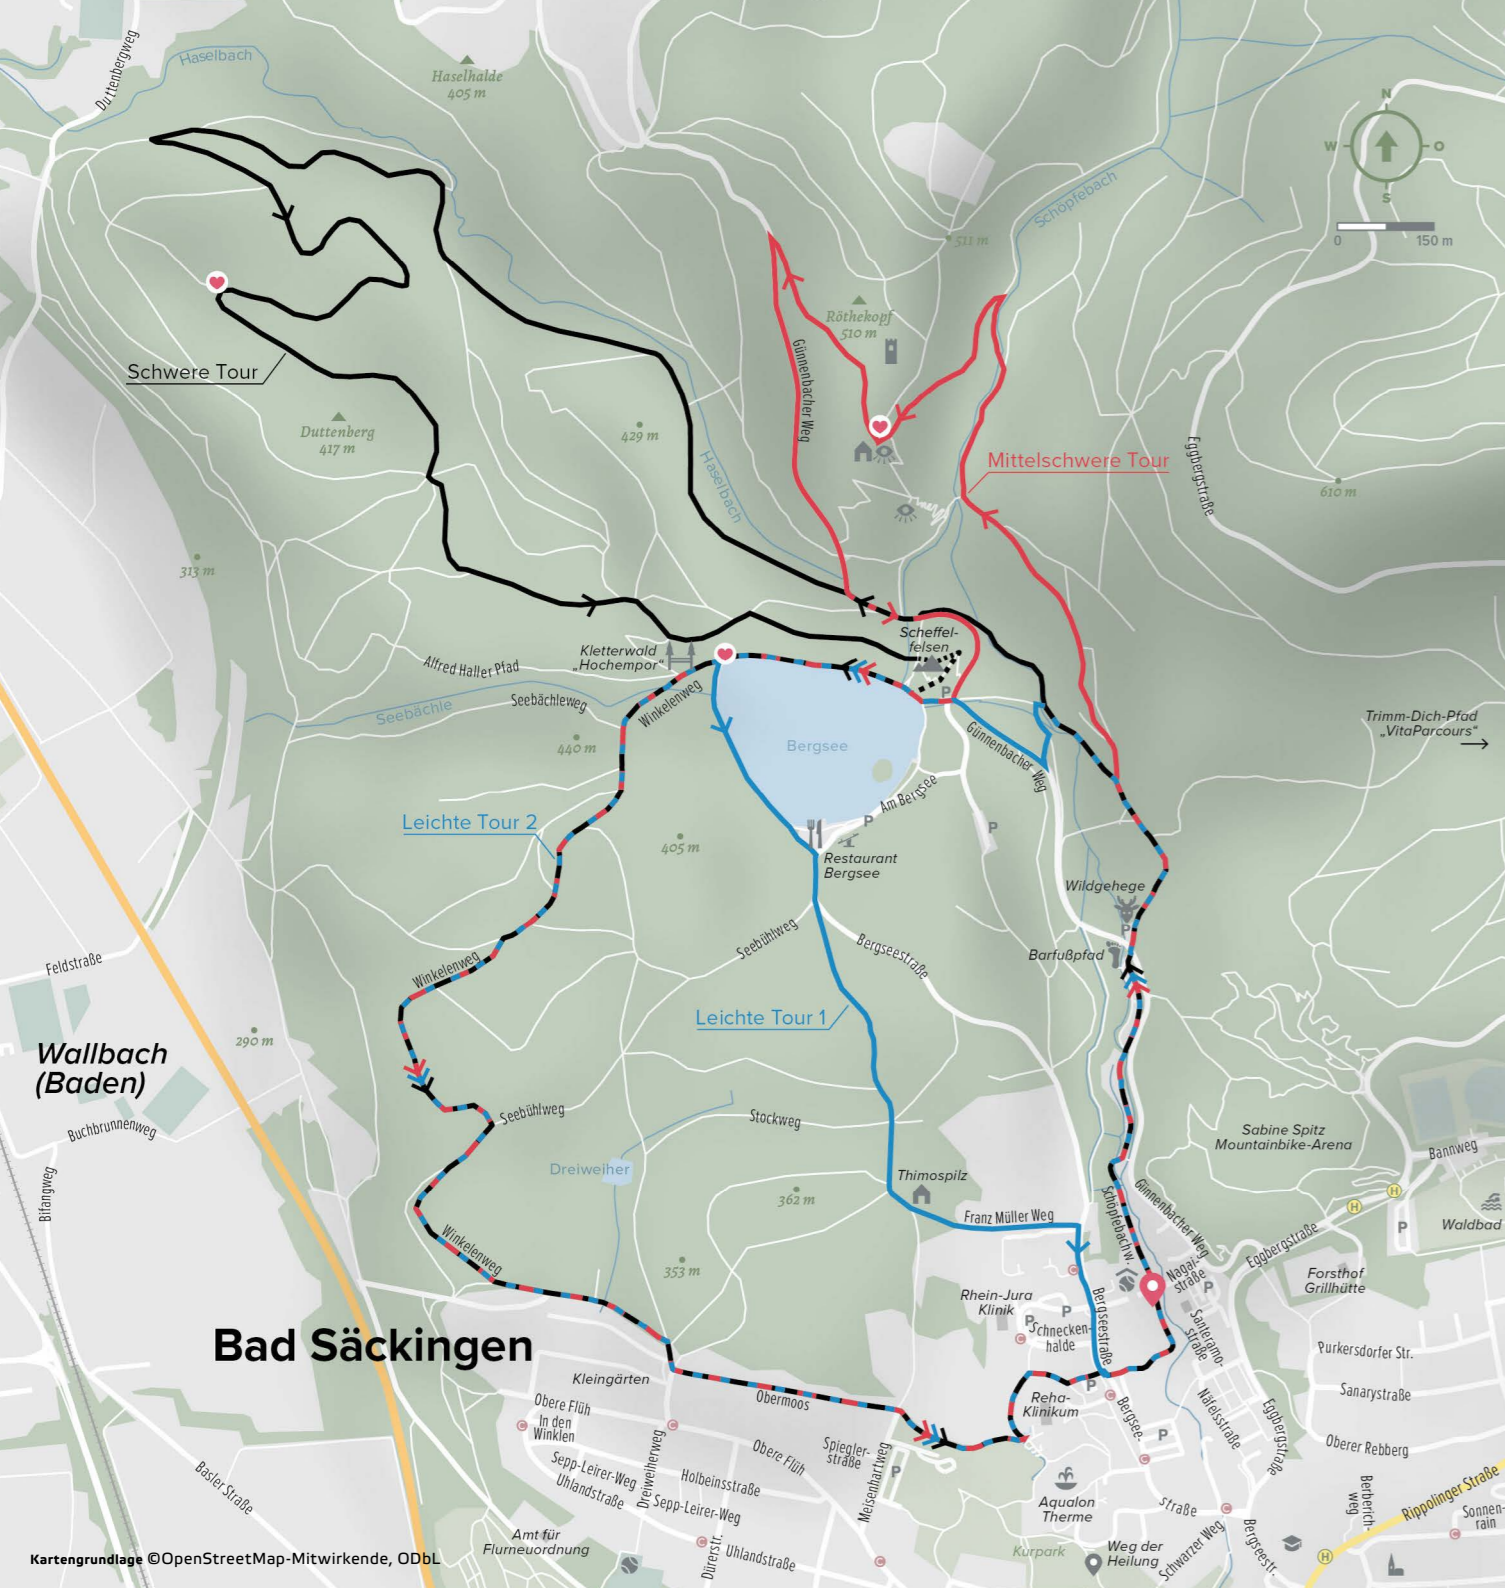 Duttenbergweg
Haselbach
Haselhalde
405 m
N
W
O
S
0
150 m
Schöpfebach
511 m
Röthekopf
510 m
Günnenbacher Weg
Schwere Tour
Duttenberg
417 m
429 m
Haselbach
Mittelschwere Tour
Eggbergstraße
610 m
313 m
Scheffel-
felsen
Kletterwald
„Hochempor“
Alfred Haller Pfad
Seebächleweg
Seebächle
Winkelenweg
P
440 m
Bergsee
Günnenbacher Weg
Trimm-Dich-Pfad
„VitaParcours“
Am Bergsee
P
P
Leichte Tour 2
405 m
Restaurant
Bergsee
Wildgehege
P
Barfußpfad
Seebühlweg
Bergseestraße
Winkelenweg
Feldstraße
Leichte Tour 1
290 m
Wallbach
(Baden)
Buchbrunnenweg
Bifangweg
Seebühlweg
Stockweg
Dreiweiher
362 m
Thimospilz
Franz Müller Weg
Sabine Spitz
Mountainbike-Arena
Bannweg
H
H
P
Waldbad
Schöpfebachw.
Günnenbacher Weg
Eggbergstraße
Winkelenweg
353 m
Nagai-
straße
P
Forsthof
Grillhütte
Rhein-Jura
Klinik
P
P
Schnecken-
halde
Bergseestraße
Santeramo-
straße
Bad Säckingen
Purkersdorfer Str.
Sanarystraße
Kleingärten
Obermoos
P
Reha-
Klinikum
Bergsee-
straße
Näfelsstraße
Eggbergstraße
Obere Flüh
In den
Winklen
Oberer Rebberg
P
Spiegler-
straße
Obere Flüh
Meisenhartweg
P
Sepp-Leirer-Weg
Uhlandstraße
Dreiweiherweg
Holbeinsstraße
Sepp-Leirer-Weg
Basler Straße
Aqualon
Therme
Berberich-
weg
Rippolinger Straße
Sonnen-
rain
Amt für
Flurneuordnung
Dürerstr.
Uhlandstraße
Kurpark
Weg der
Heilung
Schwarzer Weg
Bergseestr.
H
Kartengrundlage ©OpenStreetMap-Mitwirkende, ODbL